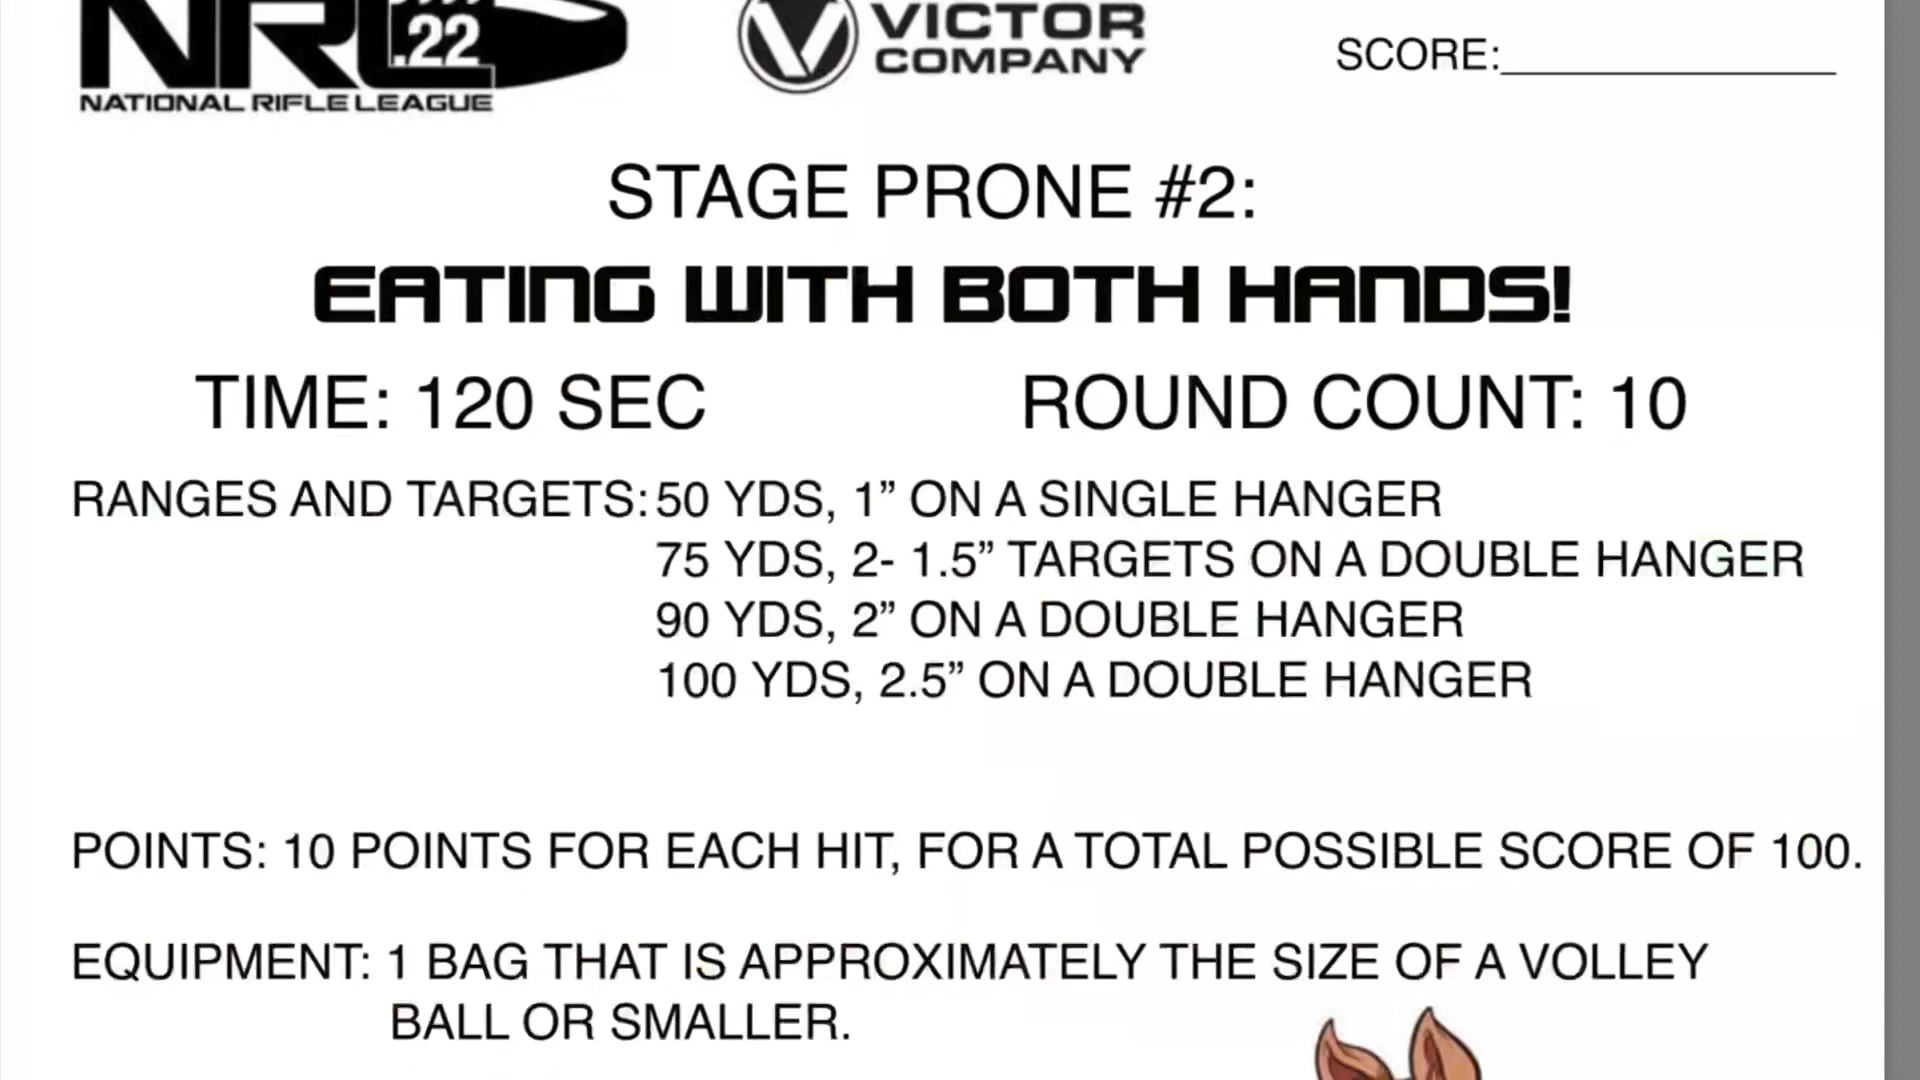 NRL .22
NATIONAL RIFLE LEAGUE
VICTOR
COMPANY
SCORE:
STAGE PRONE #2:
EATING WITH BOTH HANDS!
TIME: 120 SEC ROUND COUNT: 10
RANGES AND TARGETS: 50 YDS, 1” ON A SINGLE HANGER
75 YDS, 2- 1.5” TARGETS ON A DOUBLE HANGER
90 YDS, 2” ON A DOUBLE HANGER
100 YDS, 2.5” ON A DOUBLE HANGER
POINTS: 10 POINTS FOR EACH HIT, FOR A TOTAL POSSIBLE SCORE OF 100.
EQUIPMENT: 1 BAG THAT IS APPROXIMATELY THE SIZE OF A VOLLEY
BALL OR SMALLER.